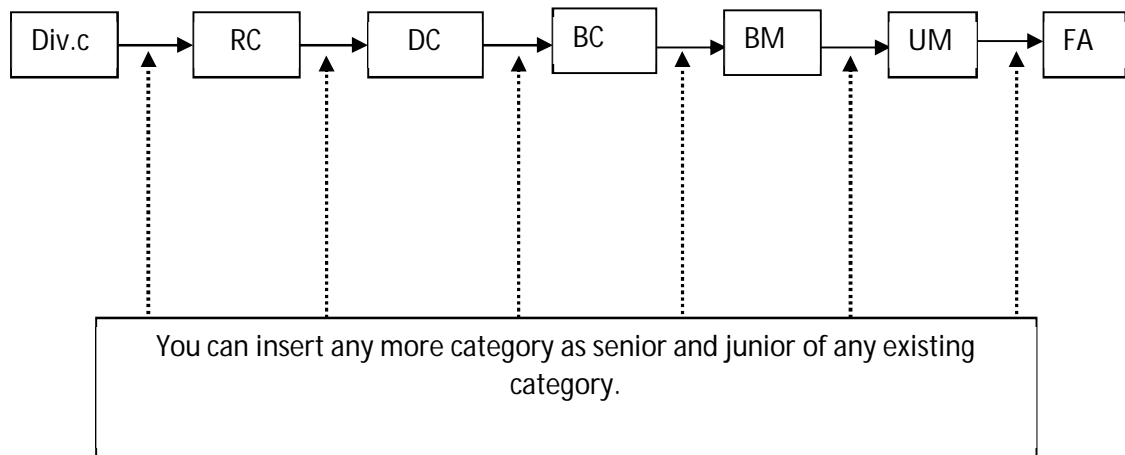 Div.c RC DC BC BM UM FA
You can insert any more category as senior and junior of any existing
category.